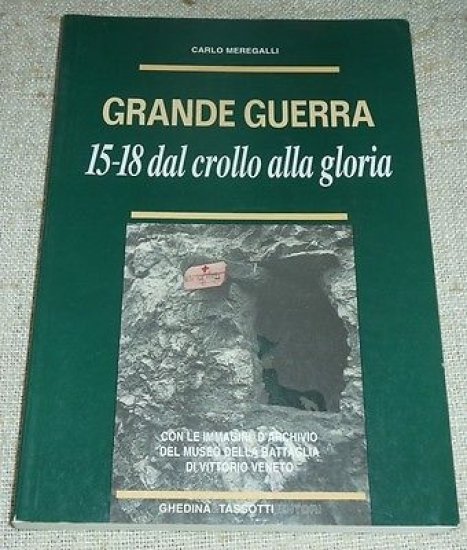 CARLO MEREGALLI
GRANDE GUERRA
15-18 dal crollo alla gloria
CON LE IMMAGINI D'ARCHIVIO
DEL MUSEO DELLA BATTAGLIA
DI VITTORIO VENETO
GHEDINA TASSOTTI EDITORI